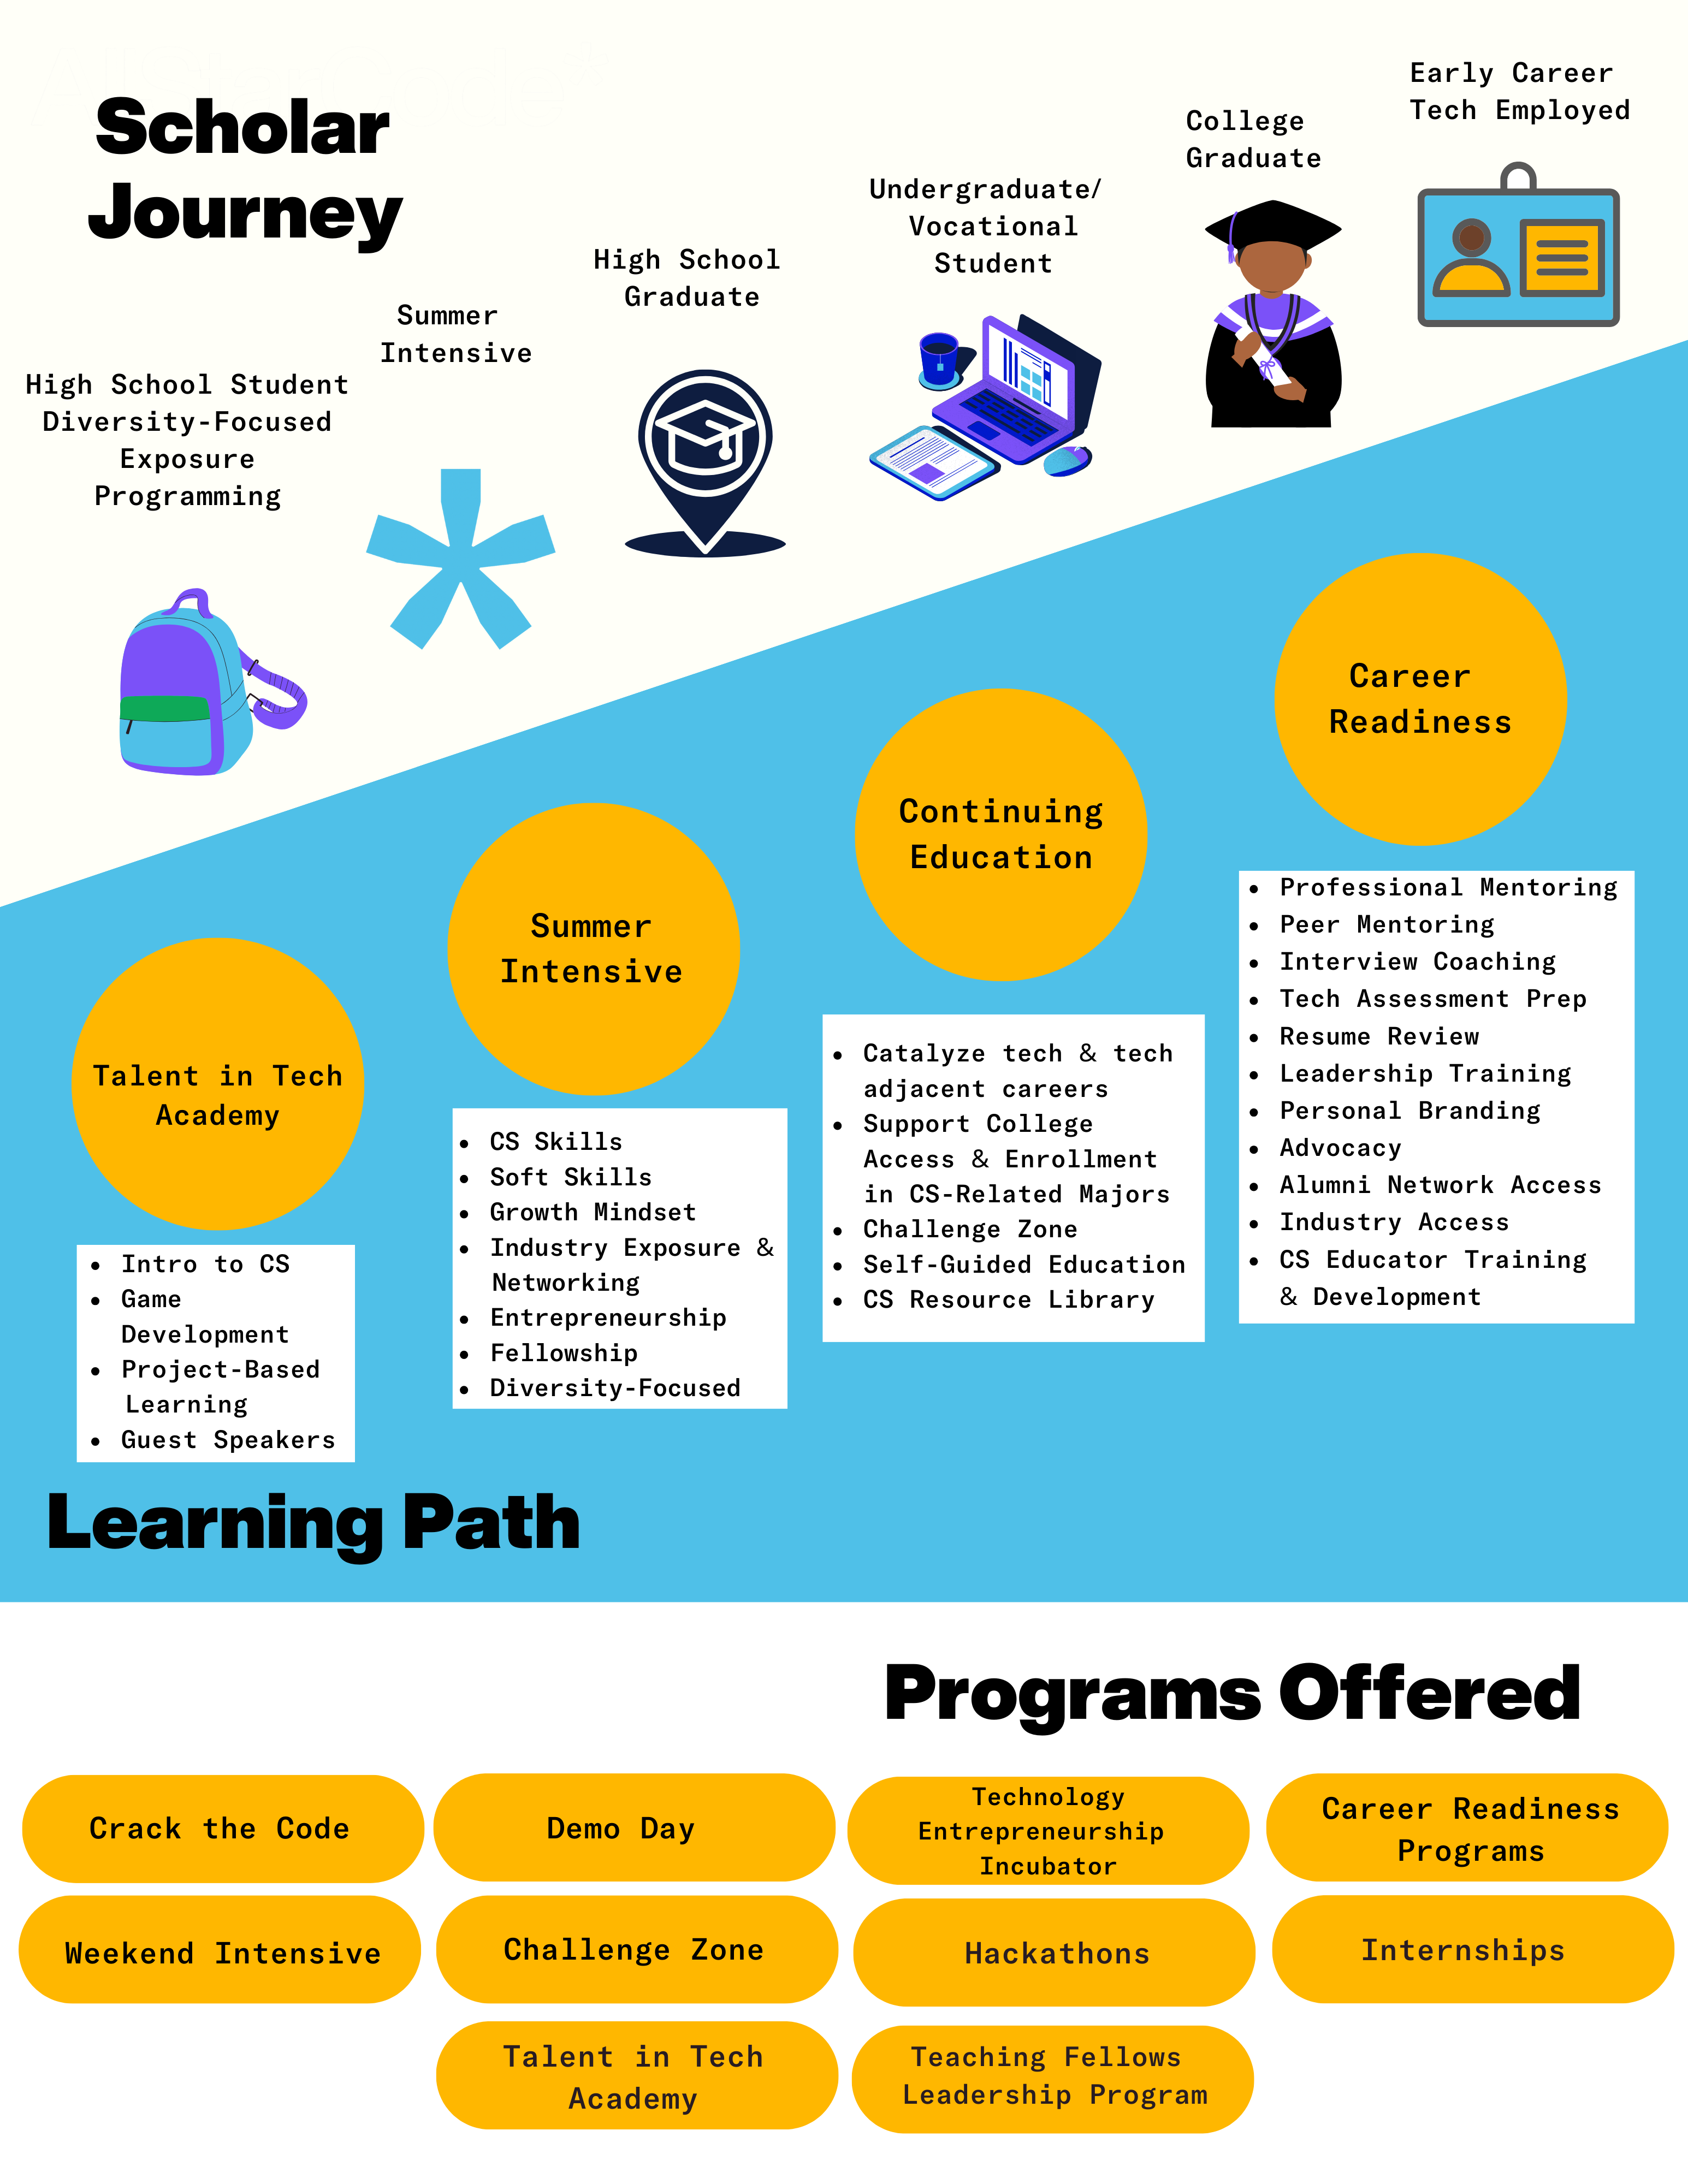 Scholar
Journey
High School Student
Diversity-Focused
Exposure
Programming
Summer
Intensive
High School
Graduate
Undergraduate/
Vocational
Student
College
Graduate
Early Career
Tech Employed
Talent in Tech
Academy
• Intro to CS
• Game
Development
• Project-Based
Learning
• Guest Speakers
Summer
Intensive
• CS Skills
• Soft Skills
• Growth Mindset
• Industry Exposure &
Networking
• Entrepreneurship
• Fellowship
• Diversity-Focused
Continuing
Education
• Catalyze tech & tech
adjacent careers
• Support College
Access & Enrollment
in CS-Related Majors
• Challenge Zone
• Self-Guided Education
• CS Resource Library
Career
Readiness
• Professional Mentoring
• Peer Mentoring
• Interview Coaching
• Tech Assessment Prep
• Resume Review
• Leadership Training
• Personal Branding
• Advocacy
• Alumni Network Access
• Industry Access
• CS Educator Training
& Development
Learning Path
Programs Offered
Crack the Code
Demo Day
Technology
Entrepreneurship
Incubator
Career Readiness
Programs
Weekend Intensive
Challenge Zone
Hackathons
Internships
Talent in Tech
Academy
Teaching Fellows
Leadership Program